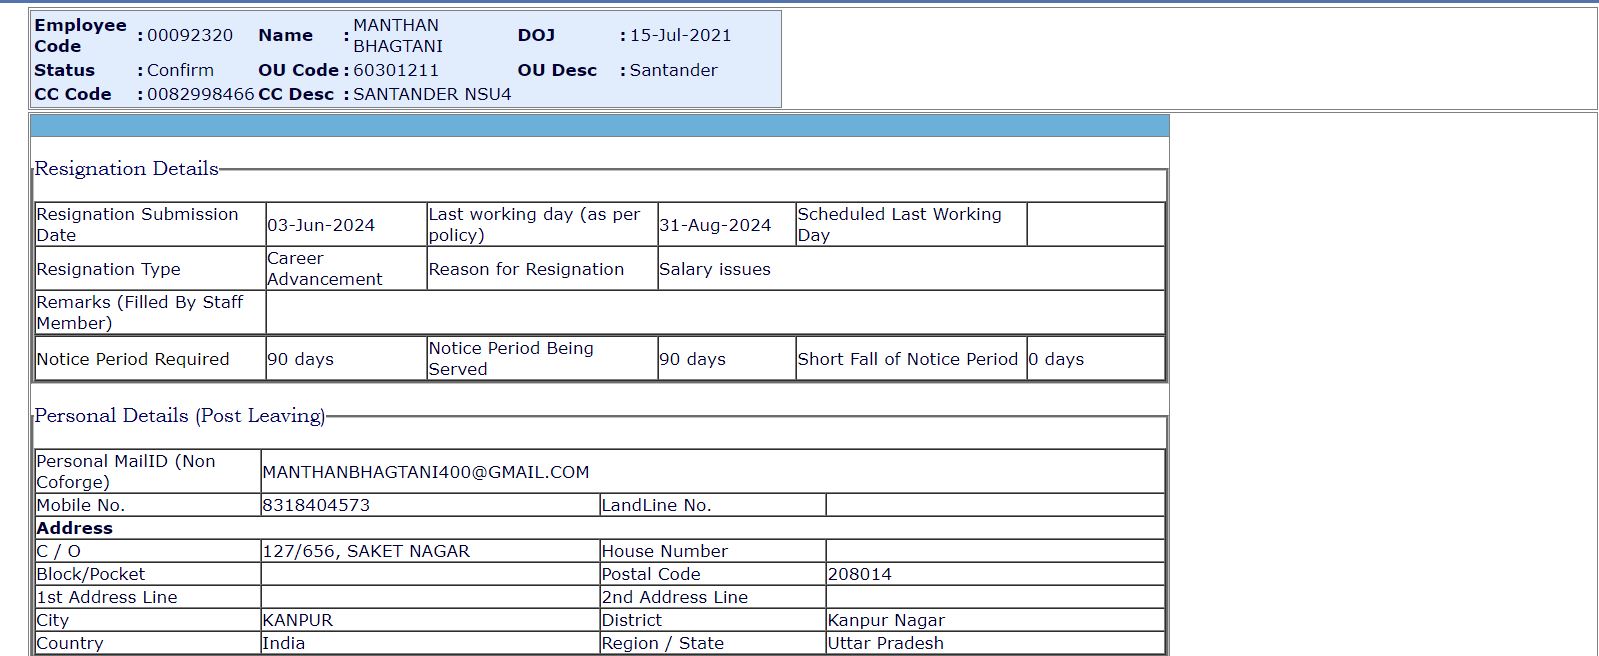 Employee Code : 00092320 Name : MANTHAN BHAGTANI DOJ : 15-Jul-2021
Status : Confirm OU Code : 60301211 OU Desc : Santander
CC Code : 0082998466 CC Desc : SANTANDER NSU4
Resignation Details
Resignation Submission Date 03-Jun-2024 Last working day (as per policy) 31-Aug-2024 Scheduled Last Working Day
Resignation Type Career Advancement Reason for Resignation Salary issues
Remarks (Filled By Staff Member)
Notice Period Required 90 days Notice Period Being Served 90 days Short Fall of Notice Period 0 days
Personal Details (Post Leaving)
Personal MailID (Non Coforge) MANTHANBHAGTANI400@GMAIL.COM
Mobile No. 8318404573 LandLine No.
Address
C / O 127/656, SAKET NAGAR House Number
Block/Pocket Postal Code 208014
1st Address Line 2nd Address Line
City KANPUR District Kanpur Nagar
Country India Region / State Uttar Pradesh